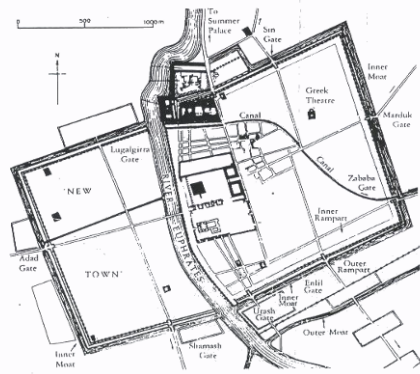 0 500 1000 m
To
Summer
Palace
Sin
Gate
N
Inner
Moat
Greek
Theatre
Marduk
Gate
Canal
Lugalgirra
Gate
Canal
Zababa
Gate
'NEW
RIVER EUPHRATES
Inner
Rampart
Adad
Gate
TOWN'
Outer
Rampart
Enlil
Gate
Inner
Moat
Urash
Gate
Outer Moat
Shamash
Gate
Inner
Moat